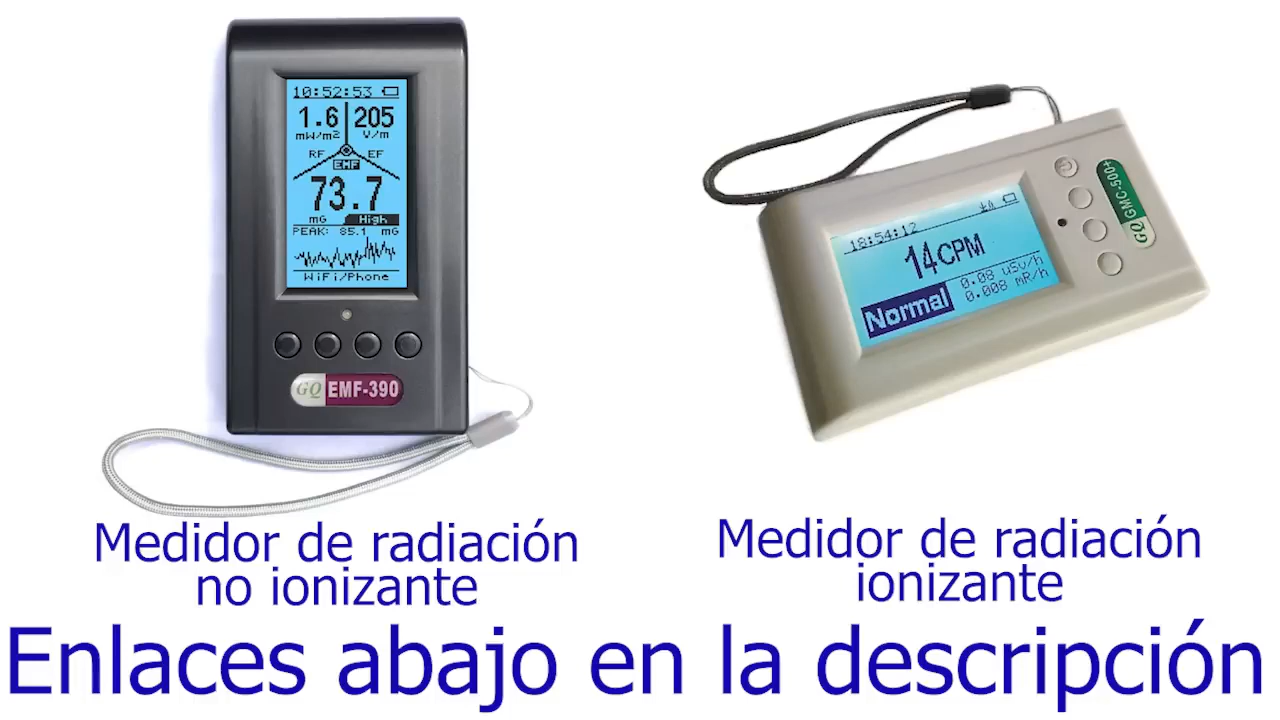 10:52:53
1.6 205
mW/m² V/m
RF EF
EMF
73.7
mG High
PEAK: 85.1 mG
WiFi/Phone
GQ EMF-390
18:54:12
14CPM
Normal
0.08 uSv/h
0.008 mR/h
GQ GMC-500+
Medidor de radiación
no ionizante
Medidor de radiación
ionizante
Enlaces abajo en la descripción